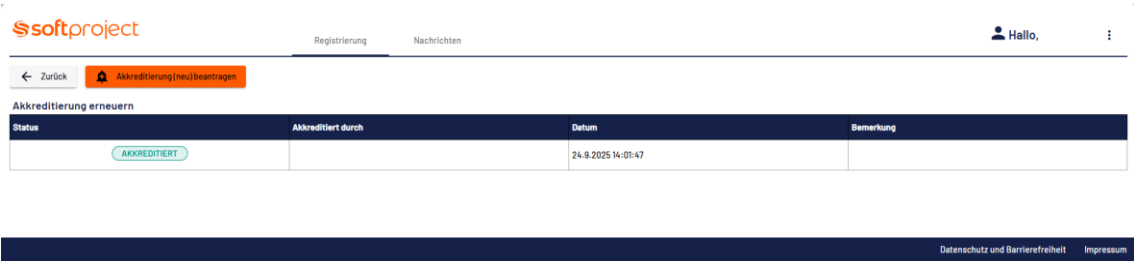 softproject
Registrierung Nachrichten Hallo,
Zurück Akkreditierung (neu) beantragen
Akkreditierung erneuern
Status Akkreditiert durch Datum Bemerkung
AKKREDITIERT 24.9.2025 14:01:47
Datenschutz und Barrierefreiheit Impressum